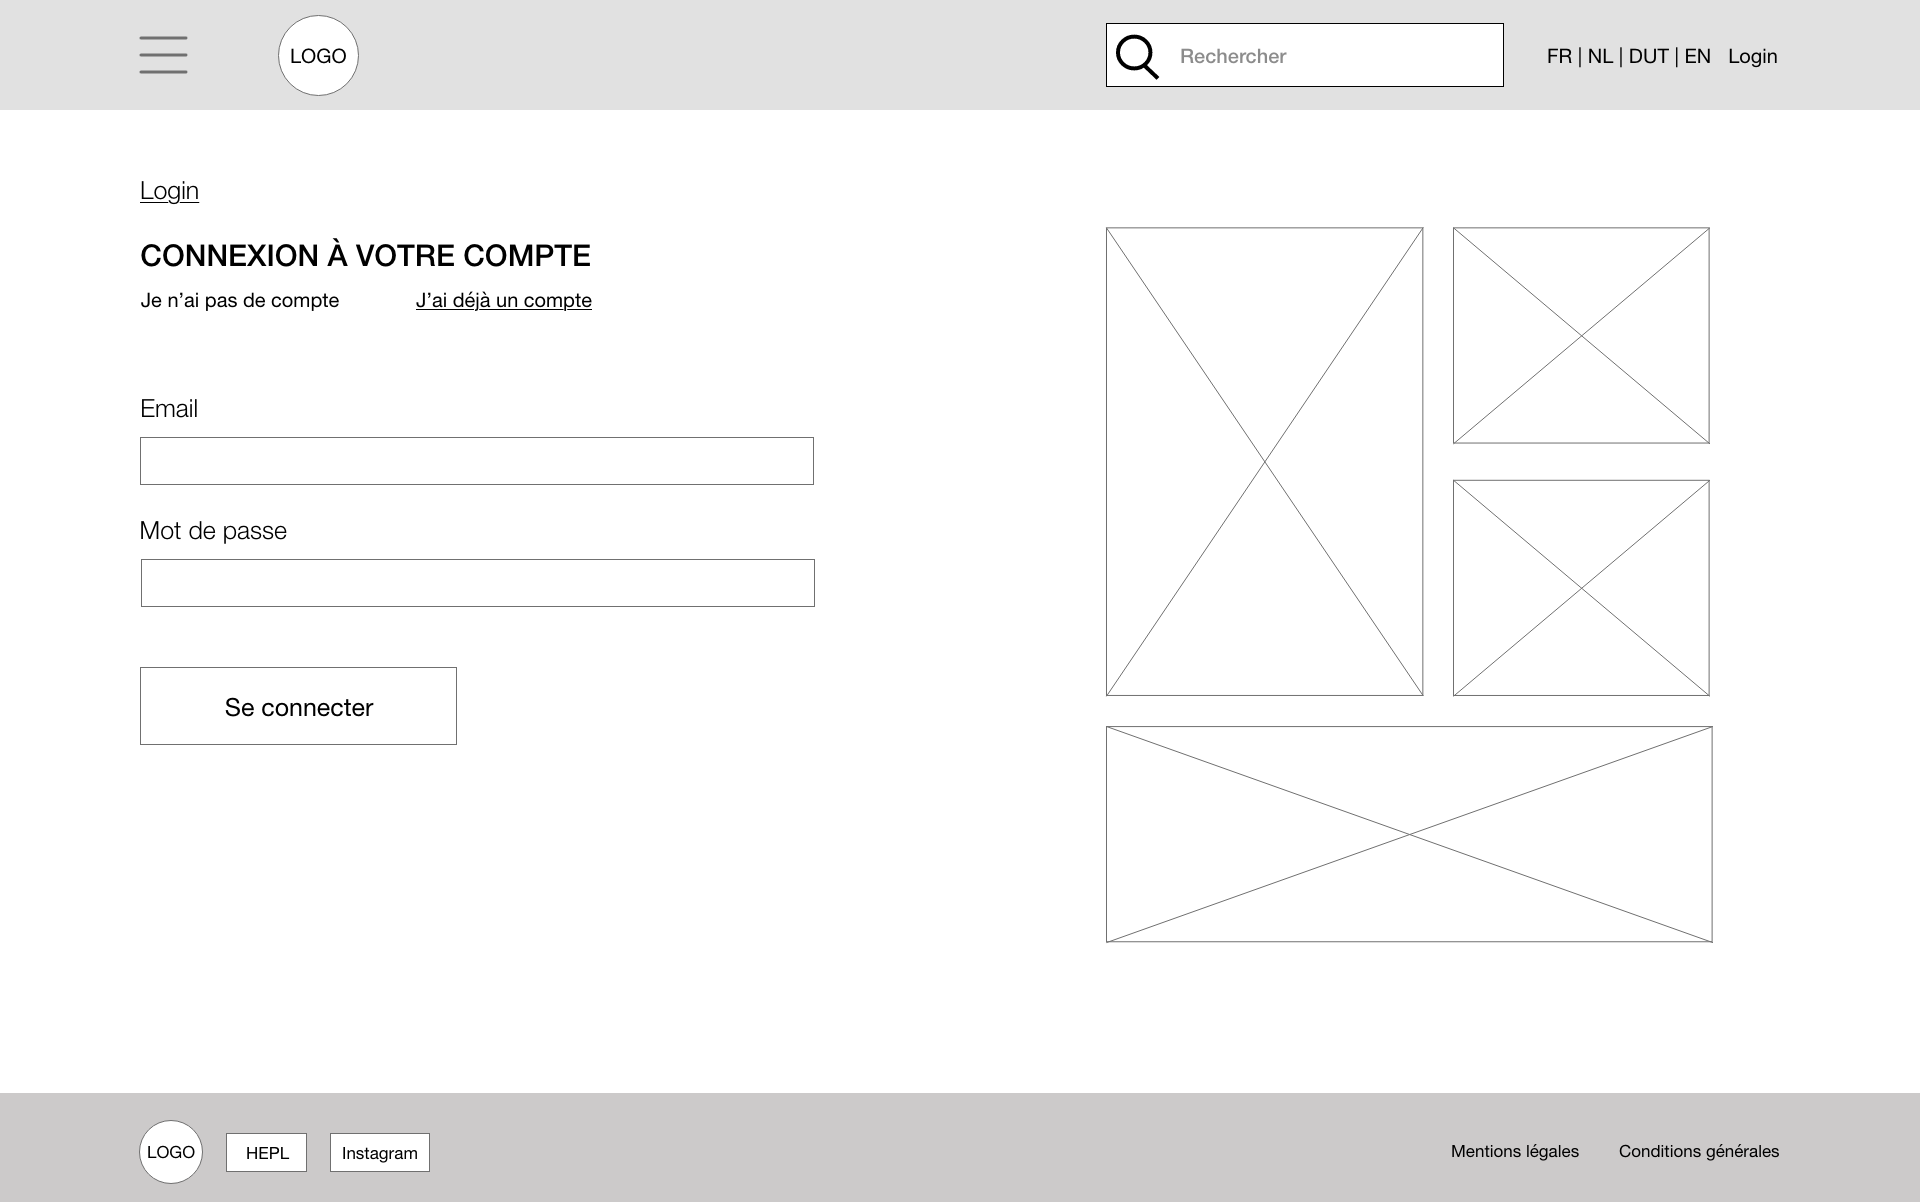 LOGO
Rechercher
FR | NL | DUT | EN Login
Login
CONNEXION À VOTRE COMPTE
Je n’ai pas de compte
J’ai déjà un compte
Email
Mot de passe
Se connecter
LOGO
HEPL
Instagram
Mentions légales
Conditions générales